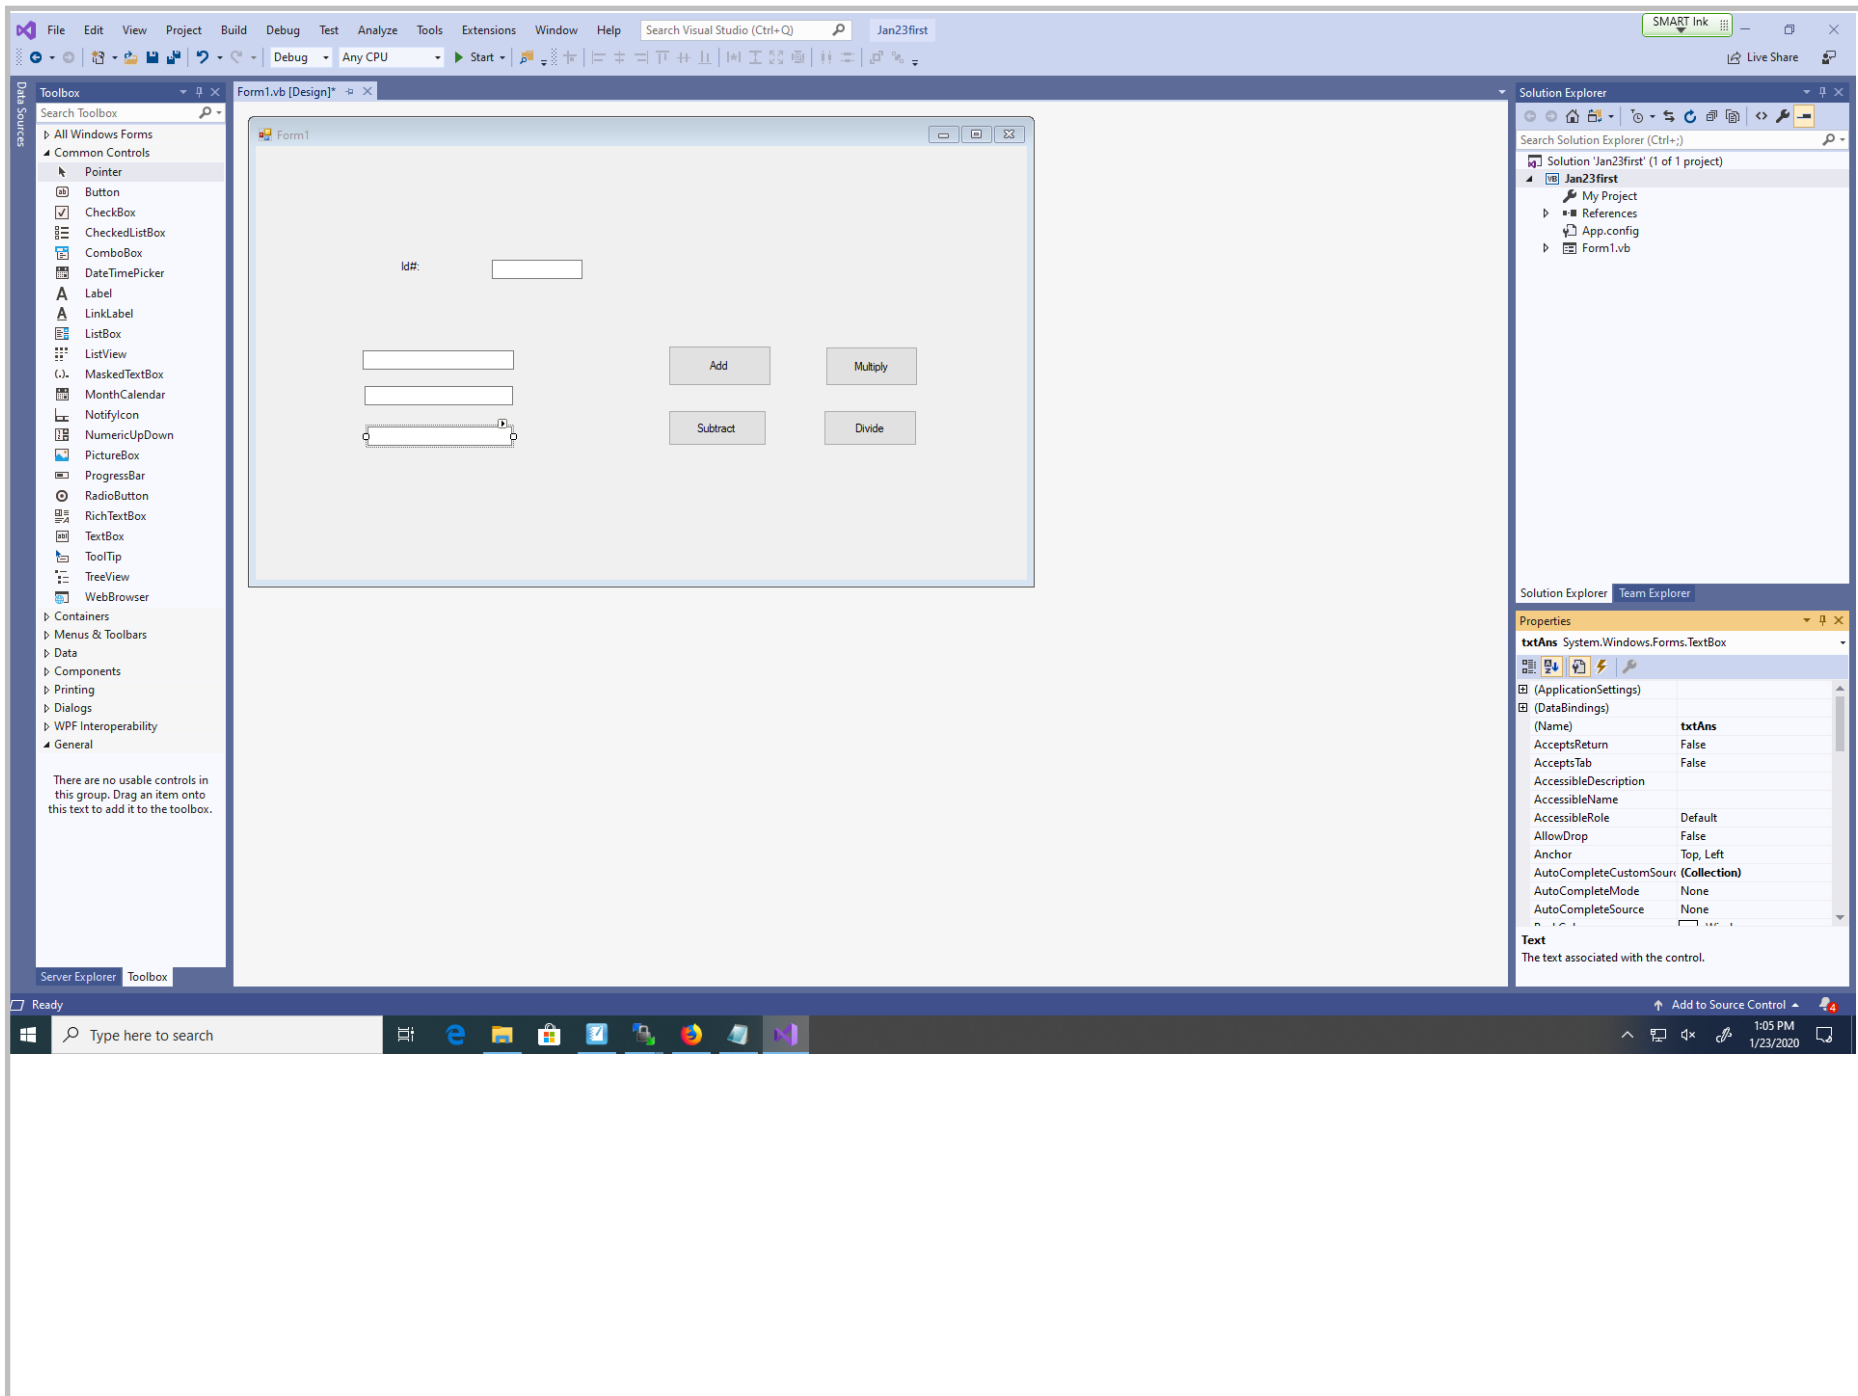 File Edit View Project Build Debug Test Analyze Tools Extensions Window Help Search Visual Studio (Ctrl+Q) Jan23first SMART Ink
Debug Any CPU Start Live Share
Data Sources
Toolbox
Search Toolbox
All Windows Forms
Common Controls
Pointer
Button
CheckBox
CheckedListBox
ComboBox
DateTimePicker
Label
LinkLabel
ListBox
ListView
MaskedTextBox
MonthCalendar
NotifyIcon
NumericUpDown
PictureBox
ProgressBar
RadioButton
RichTextBox
TextBox
ToolTip
TreeView
WebBrowser
Containers
Menus & Toolbars
Data
Components
Printing
Dialogs
WPF Interoperability
General
There are no usable controls in
this group. Drag an item onto
this text to add it to the toolbox.
Server Explorer Toolbox
Form1.vb [Design]*
Form1
Id#:
Add Multiply
Subtract Divide
Solution Explorer
Search Solution Explorer (Ctrl+;)
Solution 'Jan23first' (1 of 1 project)
Jan23first
My Project
References
App.config
Form1.vb
Solution Explorer Team Explorer
Properties
txtAns System.Windows.Forms.TextBox
(ApplicationSettings)
(DataBindings)
(Name) txtAns
AcceptsReturn False
AcceptsTab False
AccessibleDescription
AccessibleName
AccessibleRole Default
AllowDrop False
Anchor Top, Left
AutoCompleteCustomSourc (Collection)
AutoCompleteMode None
AutoCompleteSource None
Text
The text associated with the control.
Ready Add to Source Control 4
Type here to search 1:05 PM
1/23/2020